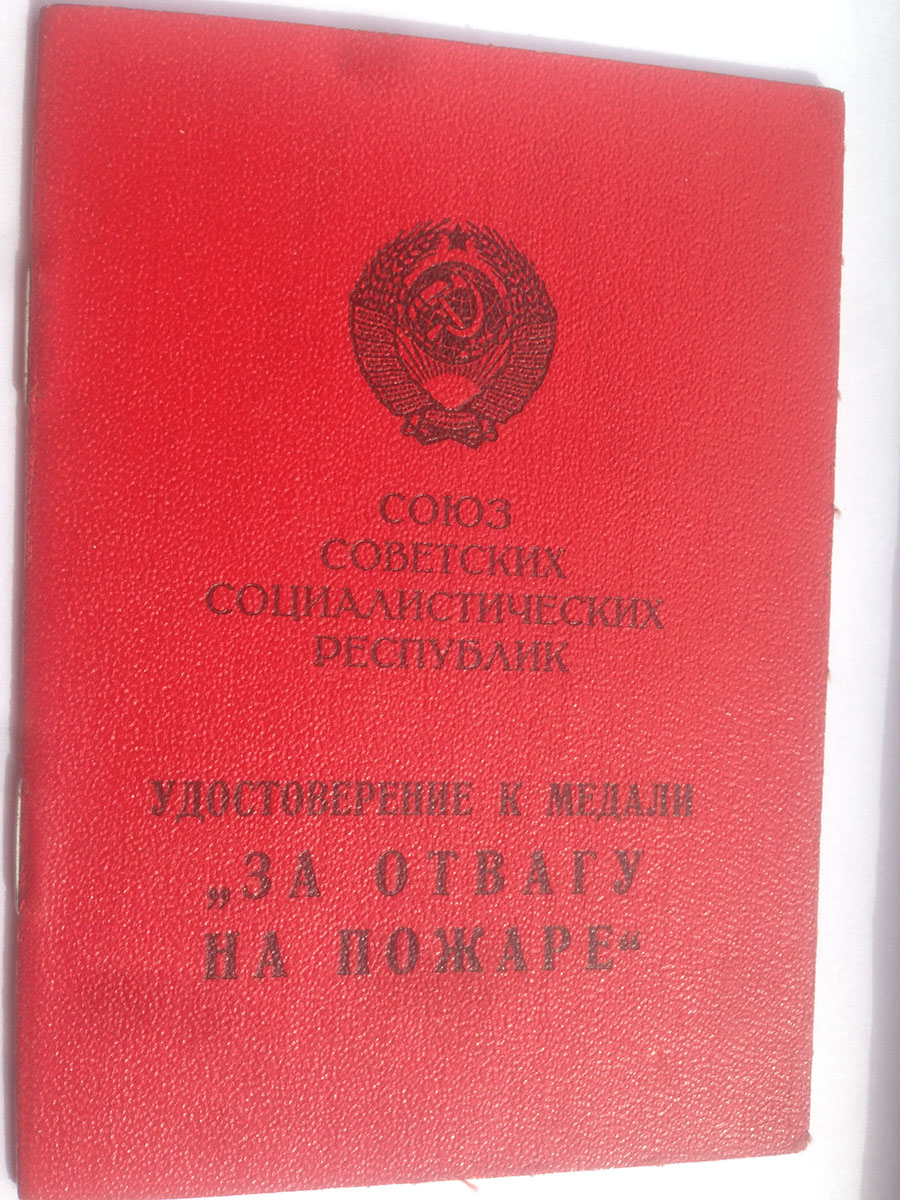 СОЮЗ
СОВЕТСКИХ
СОЦИАЛИСТИЧЕСКИХ
РЕСПУБЛИК
УДОСТОВЕРЕНИЕ К МЕДАЛИ
„ЗА ОТВАГУ
НА ПОЖАРЕ“